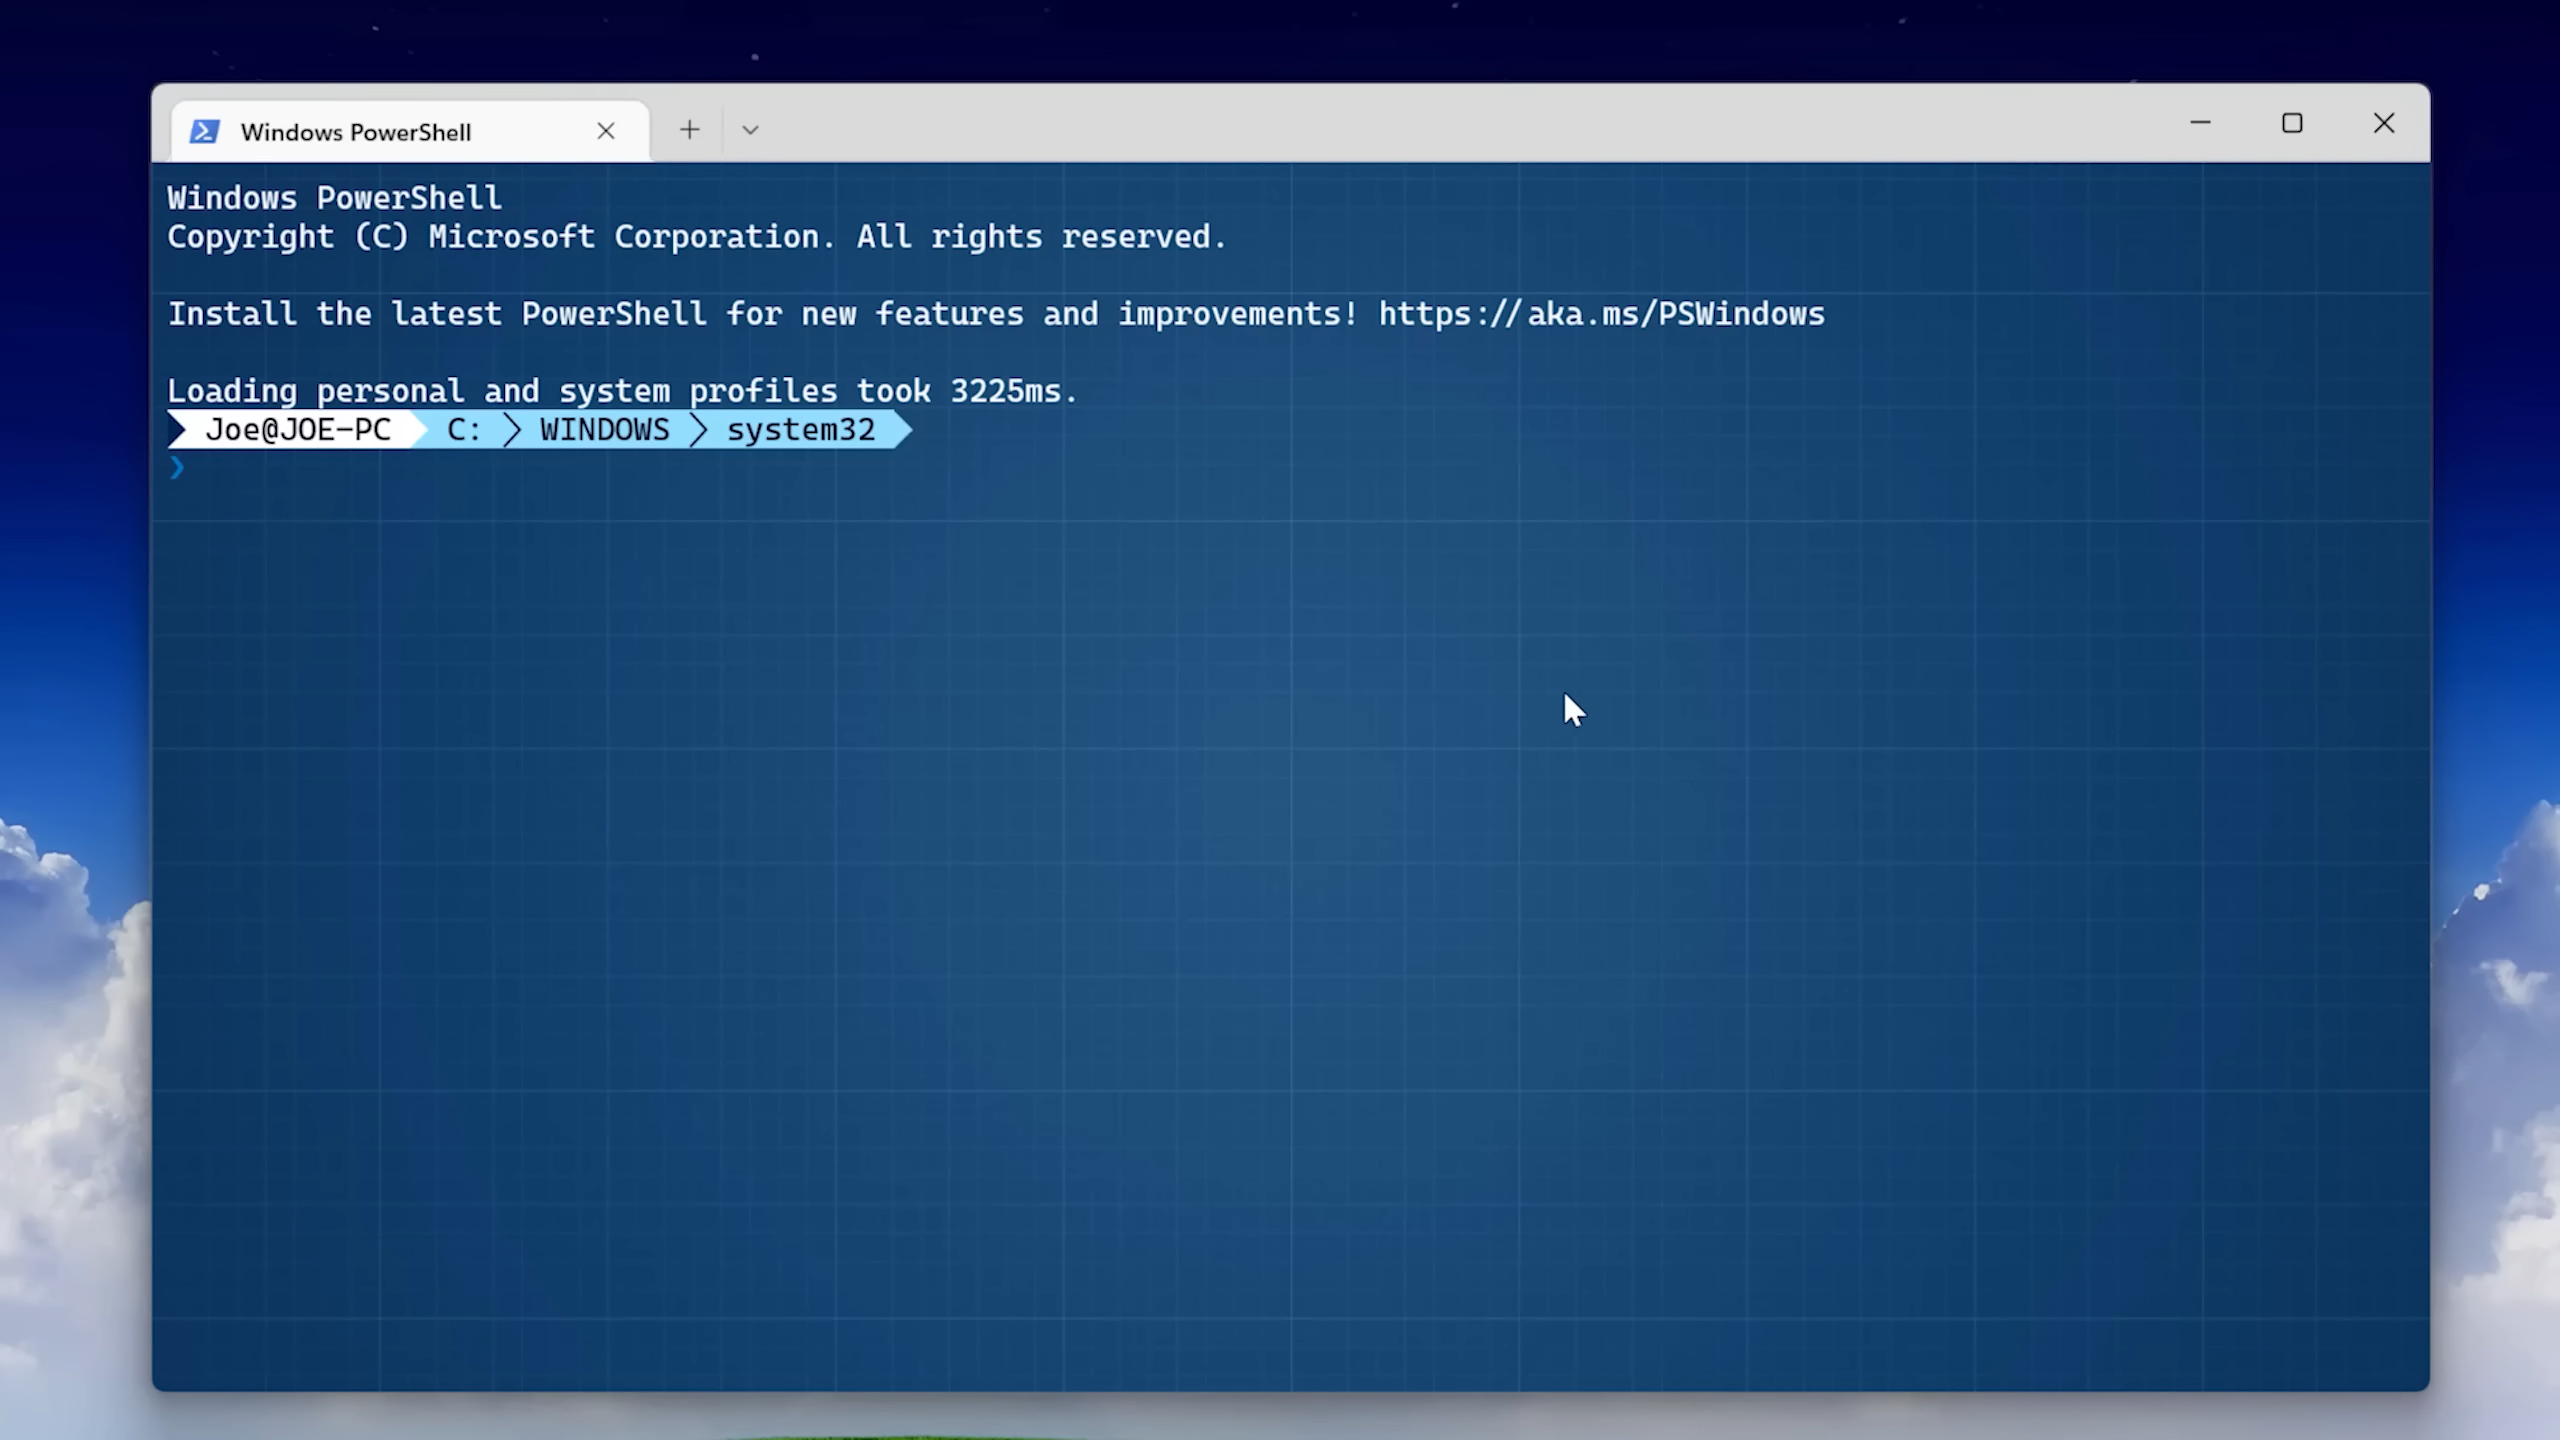 Windows PowerShell
Windows PowerShell
Copyright (C) Microsoft Corporation. All rights reserved.
Install the latest PowerShell for new features and improvements! https://aka.ms/PSWindows
Loading personal and system profiles took 3225ms.
Joe@JOE-PC C: > WINDOWS > system32
❯